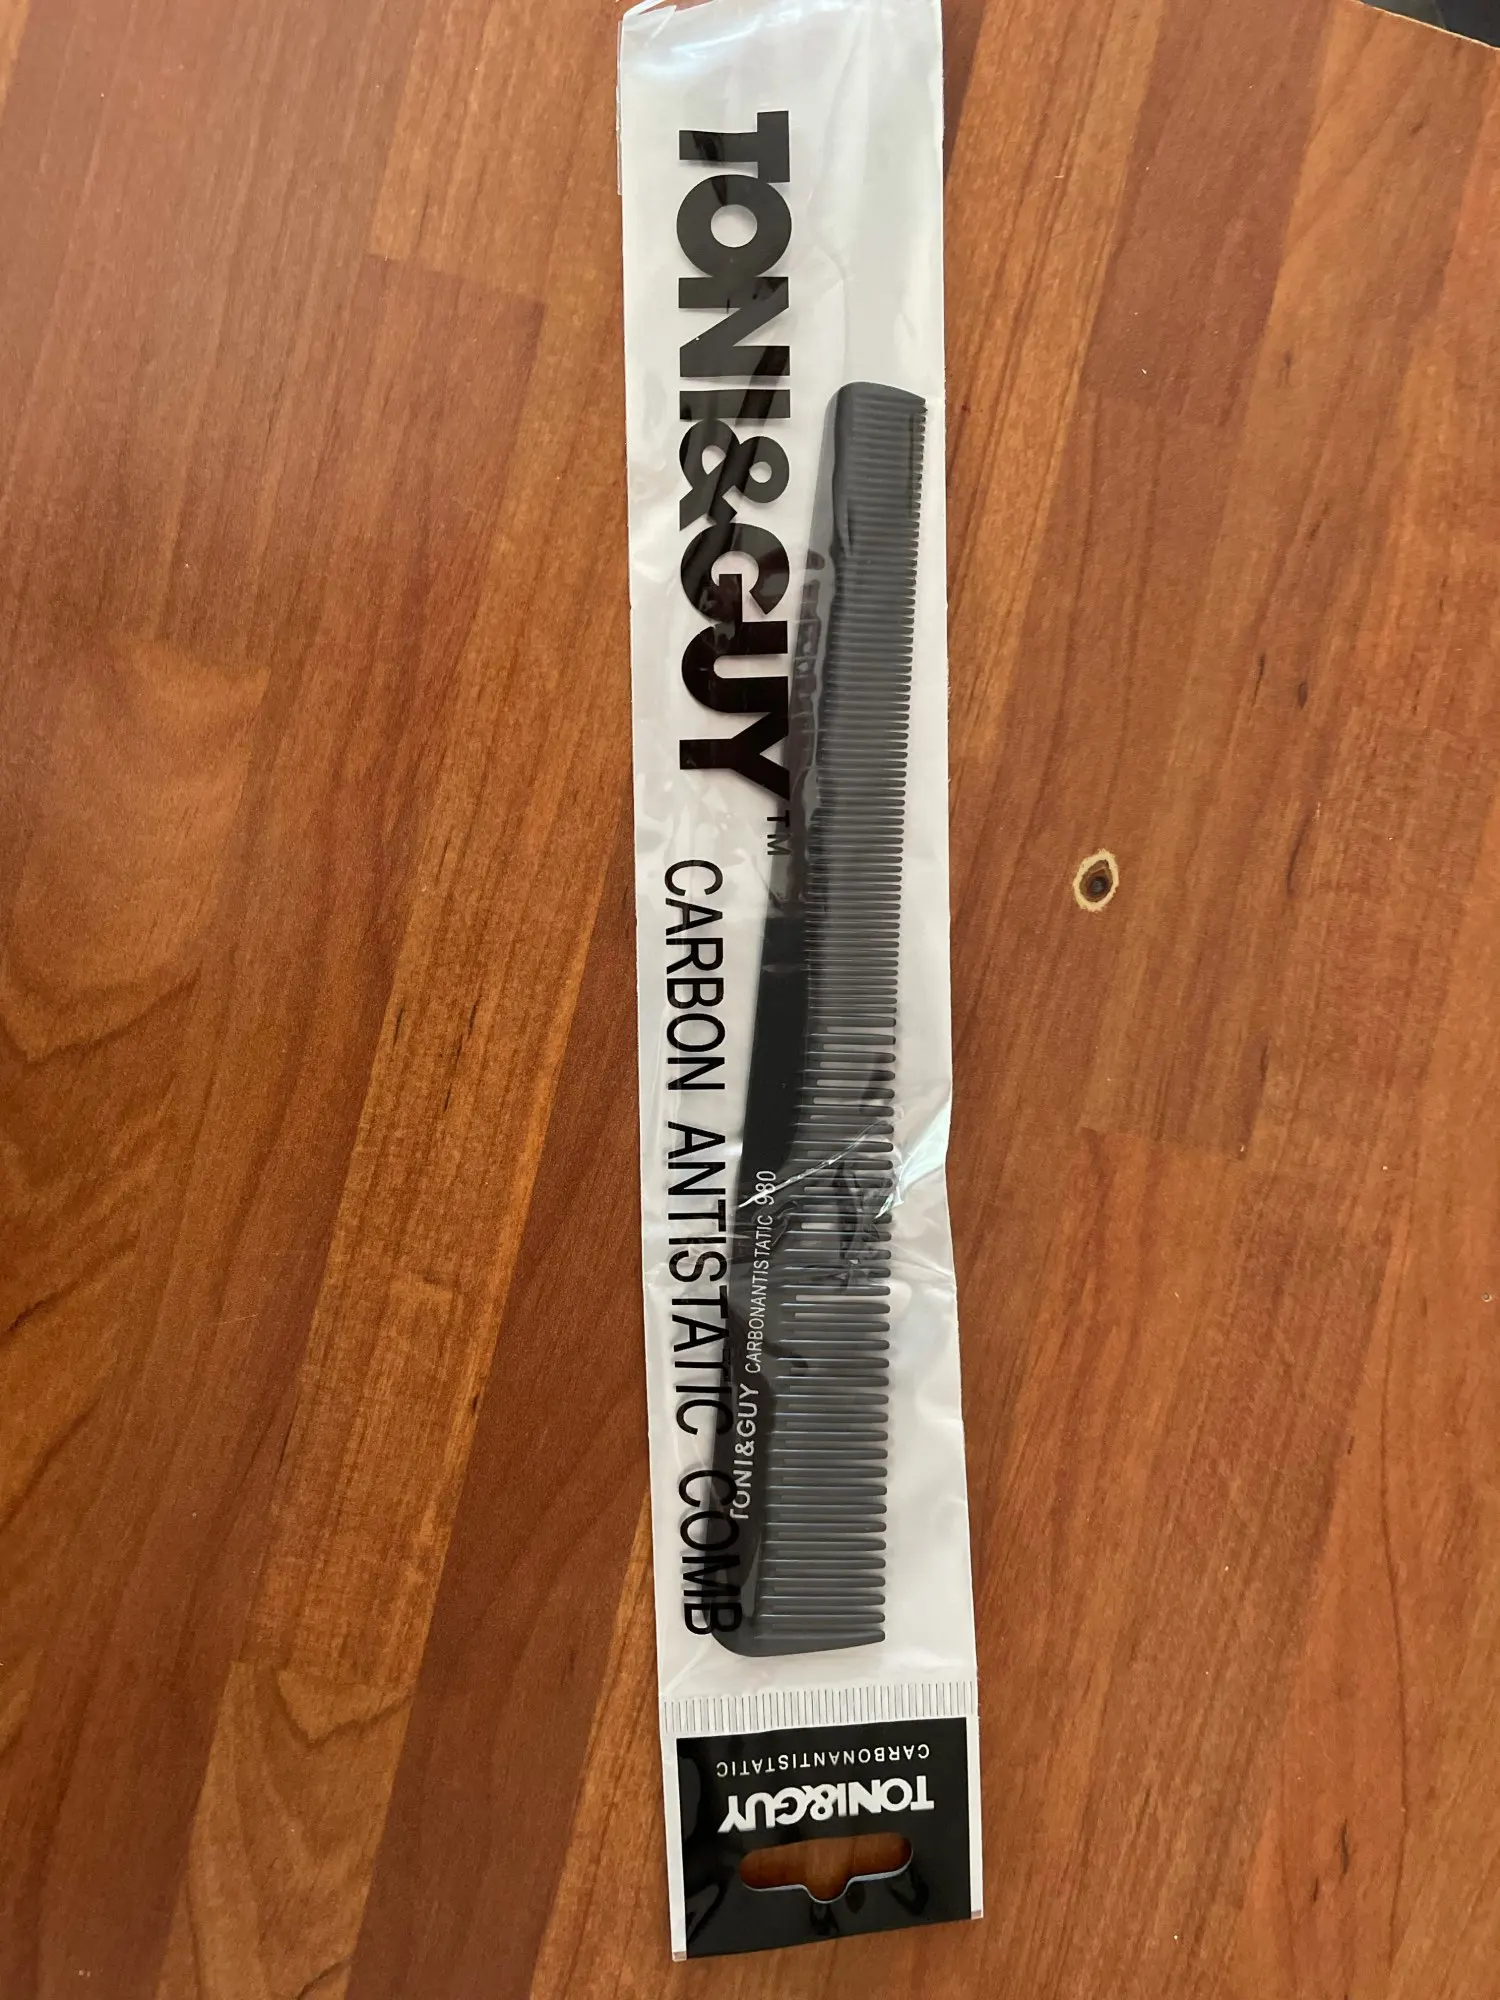 TONI&GUY™
CARBON ANTISTATIC COMB
TONI&GUY CARBONANTISTATIC 980
TONI&GUY
CARBONANTISTATIC